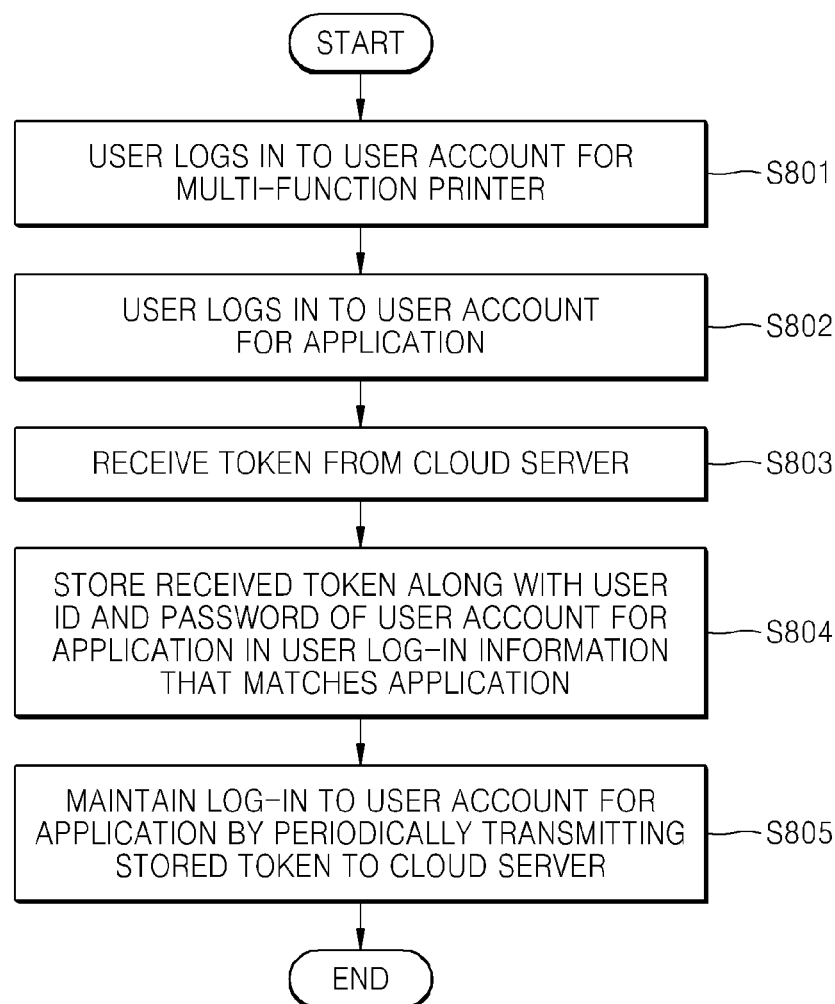 START
USER LOGS IN TO USER ACCOUNT FOR
MULTI-FUNCTION PRINTER
S801
USER LOGS IN TO USER ACCOUNT
FOR APPLICATION
S802
RECEIVE TOKEN FROM CLOUD SERVER
S803
STORE RECEIVED TOKEN ALONG WITH USER
ID AND PASSWORD OF USER ACCOUNT FOR
APPLICATION IN USER LOG-IN INFORMATION
THAT MATCHES APPLICATION
S804
MAINTAIN LOG-IN TO USER ACCOUNT FOR
APPLICATION BY PERIODICALLY TRANSMITTING
STORED TOKEN TO CLOUD SERVER
S805
END